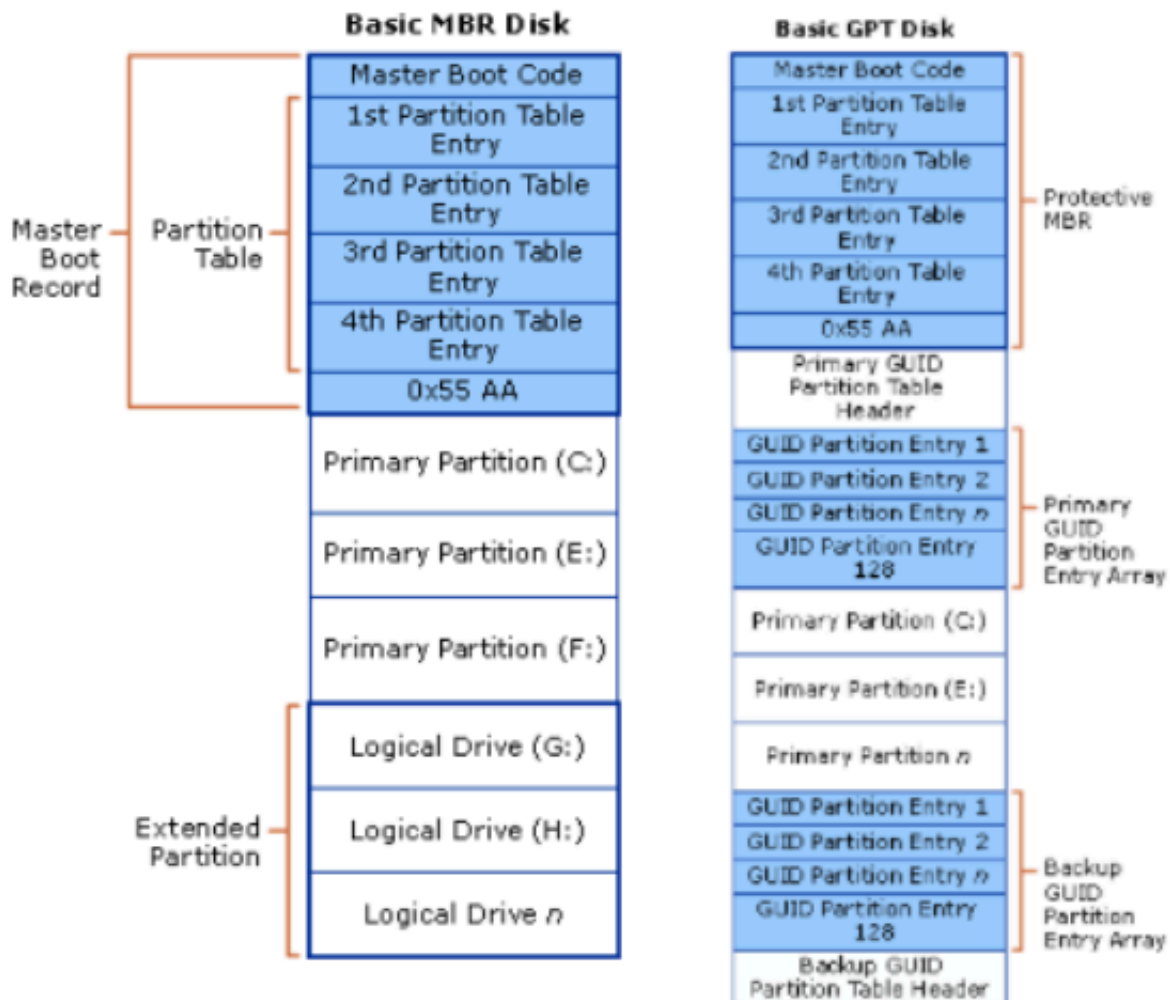 Basic MBR Disk
Master Boot Code
1st Partition Table
Entry
2nd Partition Table
Entry
3rd Partition Table
Entry
4th Partition Table
Entry
0x55 AA
Primary Partition (C:)
Primary Partition (E:)
Primary Partition (F:)
Logical Drive (G:)
Logical Drive (H:)
Logical Drive n
Master
Boot
Record
Partition
Table
Extended
Partition
Basic GPT Disk
Master Boot Code
1st Partition Table
Entry
2nd Partition Table
Entry
3rd Partition Table
Entry
4th Partition Table
Entry
0x55 AA
Primary GUID
Partition Table
Header
GUID Partition Entry 1
GUID Partition Entry 2
GUID Partition Entry n
GUID Partition Entry
128
Primary Partition (C:)
Primary Partition (E:)
Primary Partition n
GUID Partition Entry 1
GUID Partition Entry 2
GUID Partition Entry n
GUID Partition Entry
128
Backup GUID
Partition Table Header
Protective
MBR
Primary
GUID
Partition
Entry Array
Backup
GUID
Partition
Entry Array